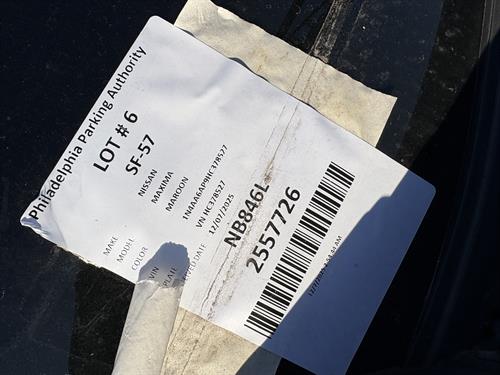 Philadelphia Parking Authority
LOT # 6
SF-57
MAKE NISSAN
MODEL MAXIMA
COLOR MAROON
VIN 1N4AA6AP9HC378527
PLATE VN HC378527
DATE 12/07/2025
NB846L
2557726
AM